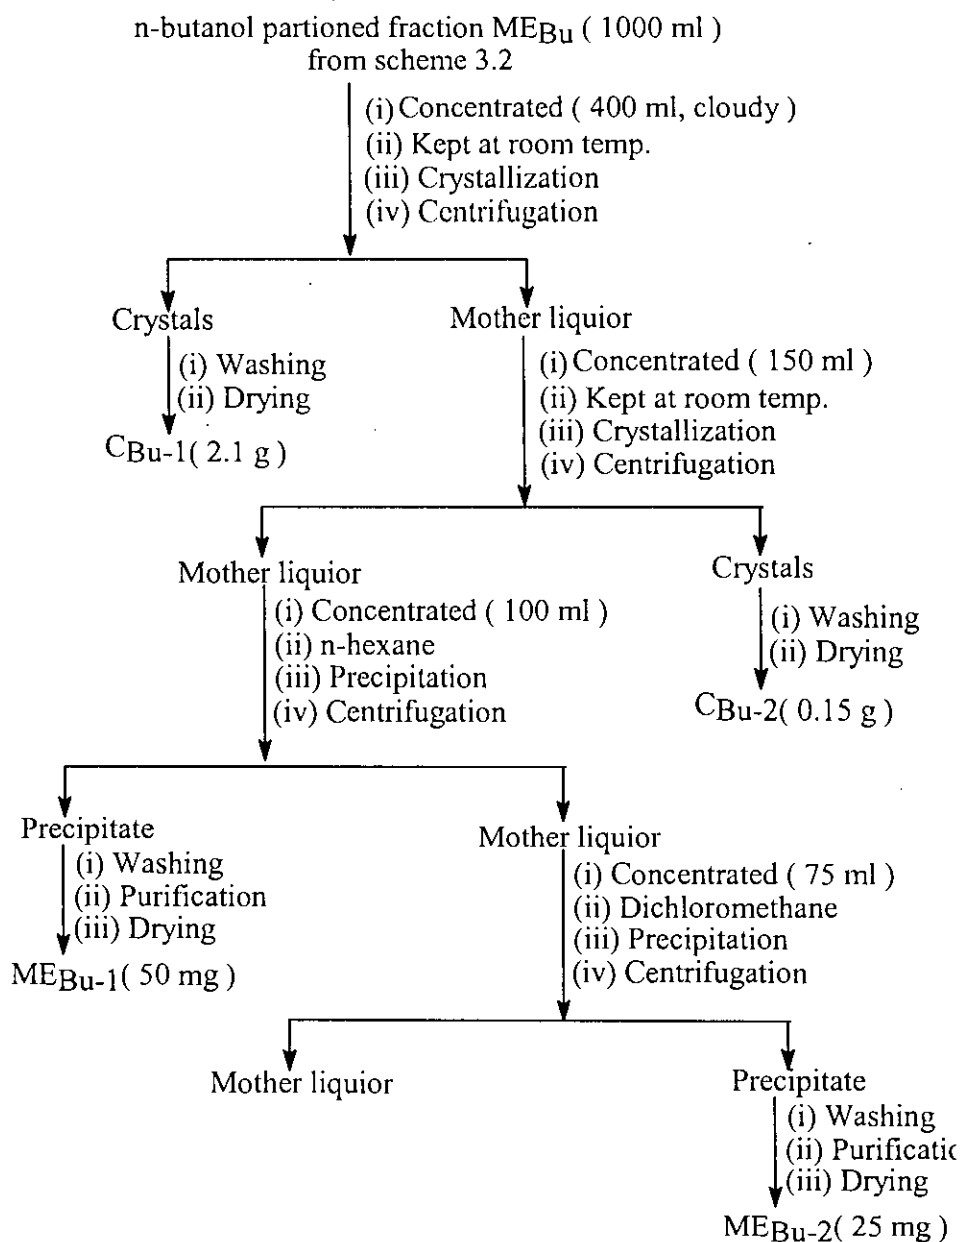 n-butanol partioned fraction MEBu ( 1000 ml )
from scheme 3.2
(i) Concentrated ( 400 ml, cloudy )
(ii) Kept at room temp.
(iii) Crystallization
(iv) Centrifugation
Crystals
(i) Washing
(ii) Drying
CBu-1( 2.1 g )
Mother liquior
(i) Concentrated ( 150 ml )
(ii) Kept at room temp.
(iii) Crystallization
(iv) Centrifugation
Mother liquior
(i) Concentrated ( 100 ml )
(ii) n-hexane
(iii) Precipitation
(iv) Centrifugation
Crystals
(i) Washing
(ii) Drying
CBu-2( 0.15 g )
Precipitate
(i) Washing
(ii) Purification
(iii) Drying
MEBu-1( 50 mg )
Mother liquior
(i) Concentrated ( 75 ml )
(ii) Dichloromethane
(iii) Precipitation
(iv) Centrifugation
Mother liquior
Precipitate
(i) Washing
(ii) Purificatic
(iii) Drying
MEBu-2( 25 mg )